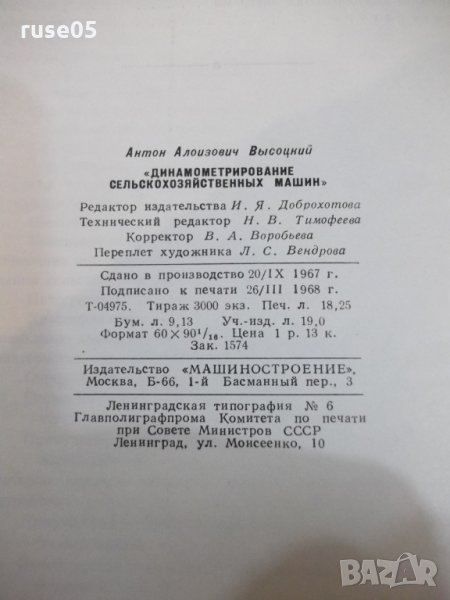 ruse05
Антон Алоизович Высоцкий
«ДИНАМОМЕТРИРОВАНИЕ
СЕЛЬСКОХОЗЯЙСТВЕННЫХ МАШИН»
Редактор издательства И. Я. Доброхотова
Технический редактор Н. В. Тимофеева
Корректор В. А. Воробьева
Переплет художника Л. С. Вендрова
Сдано в производство 20/IX 1967 г.
Подписано к печати 26/III 1968 г.
Т-04975. Тираж 3000 экз. Печ. л. 18,25
Бум. л. 9,13 Уч.-изд. л. 19,0
Формат 60 × 90 1/16. Цена 1 р. 13 к.
Зак. 1574
Издательство «МАШИНОСТРОЕНИЕ»,
Москва, Б-66, 1-й Басманный пер., 3
Ленинградская типография № 6
Главполиграфпрома Комитета по печати
при Совете Министров СССР
Ленинград, ул. Моисеенко, 10
BAZAR